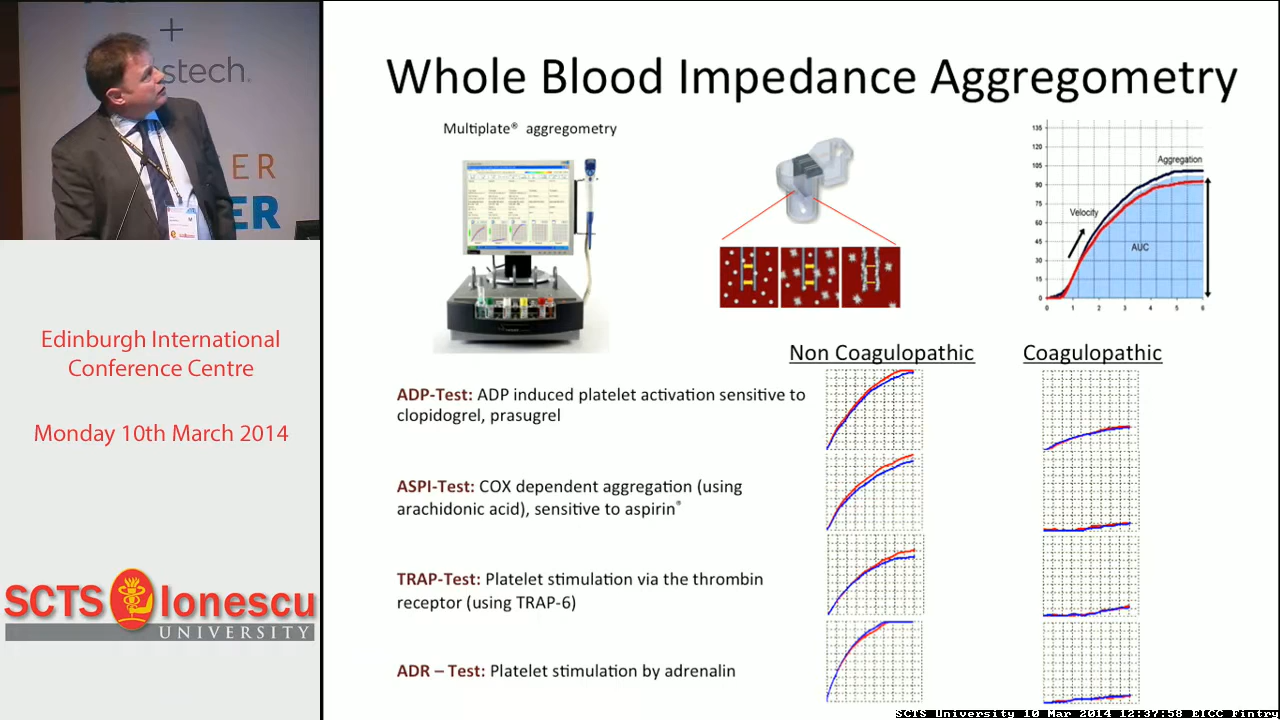 +
stech.
ER
ER
Edinburgh International
Conference Centre
Monday 10th March 2014
SCTS Ionescu
UNIVERSITY
Whole Blood Impedance Aggregometry
Multiplate® aggregometry
135
120
105
90
75
60
45
30
15
0
Aggregation
Velocity
AUC
0 1 2 3 4 5 6
Non Coagulopathic
Coagulopathic
ADP-Test: ADP induced platelet activation sensitive to
clopidogrel, prasugrel
ASPI-Test: COX dependent aggregation (using
arachidonic acid), sensitive to aspirin®
TRAP-Test: Platelet stimulation via the thrombin
receptor (using TRAP-6)
ADR – Test: Platelet stimulation by adrenalin
SCTS University 10 Mar 2014 12:37:58 EICC Fintry